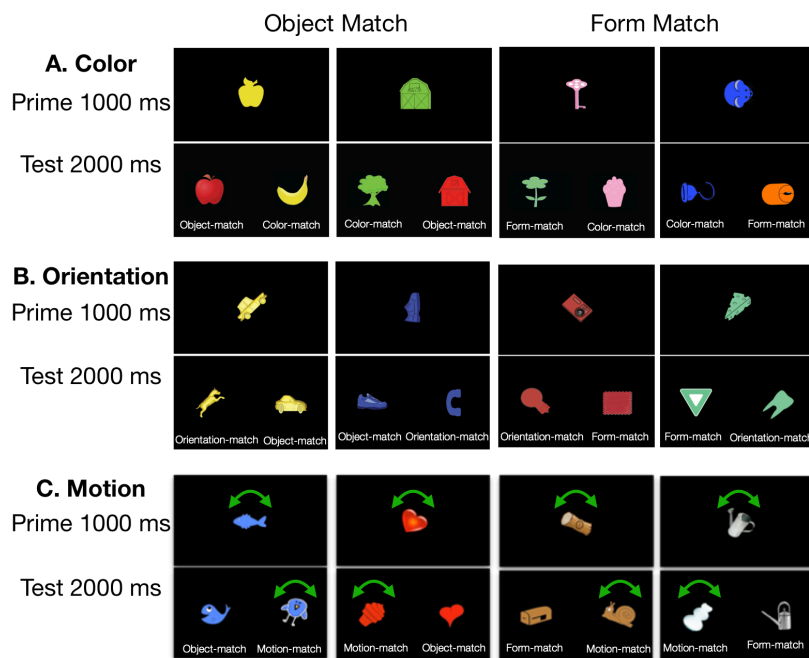 Object Match Form Match
A. Color
Prime 1000 ms
Test 2000 ms
Object-match Color-match Color-match Object-match Form-match Color-match Color-match Form-match
B. Orientation
Prime 1000 ms
Test 2000 ms
Orientation-match Object-match Object-match Orientation-match Orientation-match Form-match Form-match Orientation-match
C. Motion
Prime 1000 ms
Test 2000 ms
Object-match Motion-match Motion-match Object-match Form-match Motion-match Motion-match Form-match